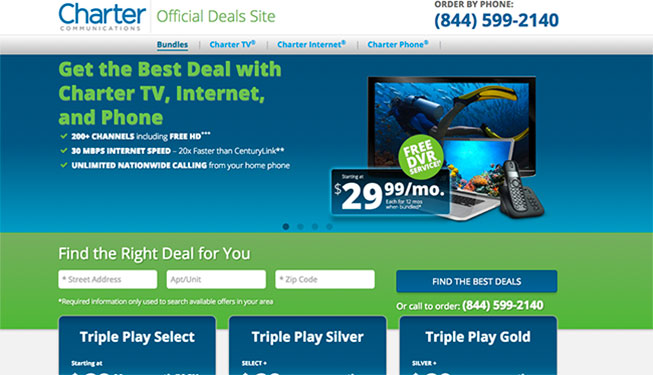 Charter
COMMUNICATIONS
Official Deals Site
ORDER BY PHONE:
(844) 599-2140
Bundles
Charter TV®
Charter Internet®
Charter Phone®
Get the Best Deal with
Charter TV, Internet,
and Phone
200+ CHANNELS including FREE HD***
30 MBPS INTERNET SPEED – 20x Faster than CenturyLink**
UNLIMITED NATIONWIDE CALLING from your home phone
FREE
DVR
SERVICE*
Starting at
$29.99/mo.
Each for 12 mos
when bundled*
Find the Right Deal for You
* Street Address
Apt/Unit
* Zip Code
FIND THE BEST DEALS
*Required information only used to search available offers in your area
Or call to order: (844) 599-2140
Triple Play Select
Triple Play Silver
Triple Play Gold
Starting at
SELECT +
SILVER +